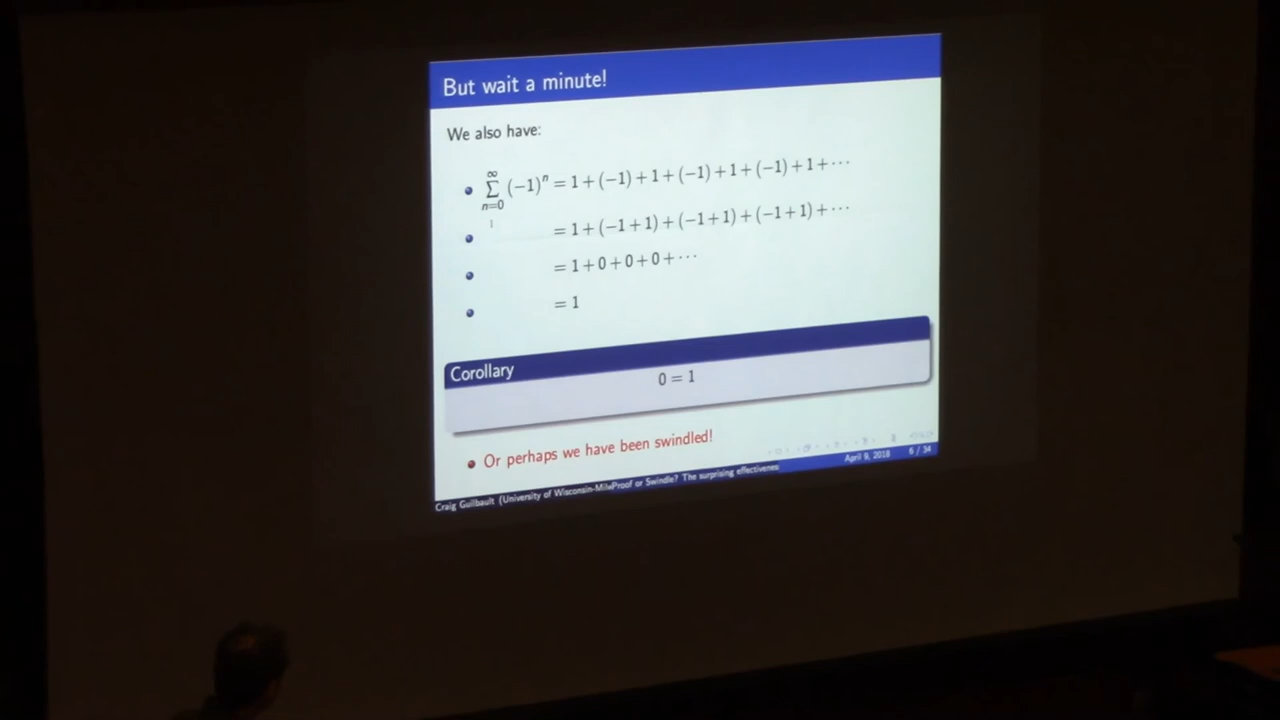 But wait a minute!
We also have:
∞
∑ (−1)ⁿ = 1 + (−1) + 1 + (−1) + 1 + (−1) + 1 + ⋯
n=0
1
= 1 + (−1 + 1) + (−1 + 1) + (−1 + 1) + ⋯
= 1 + 0 + 0 + 0 + ⋯
= 1
Corollary
0 = 1
Or perhaps we have been swindled!
Craig Guilbault (University of Wisconsin-Milw Proof or Swindle? The surprising effectivenes April 9, 2018 6 / 34